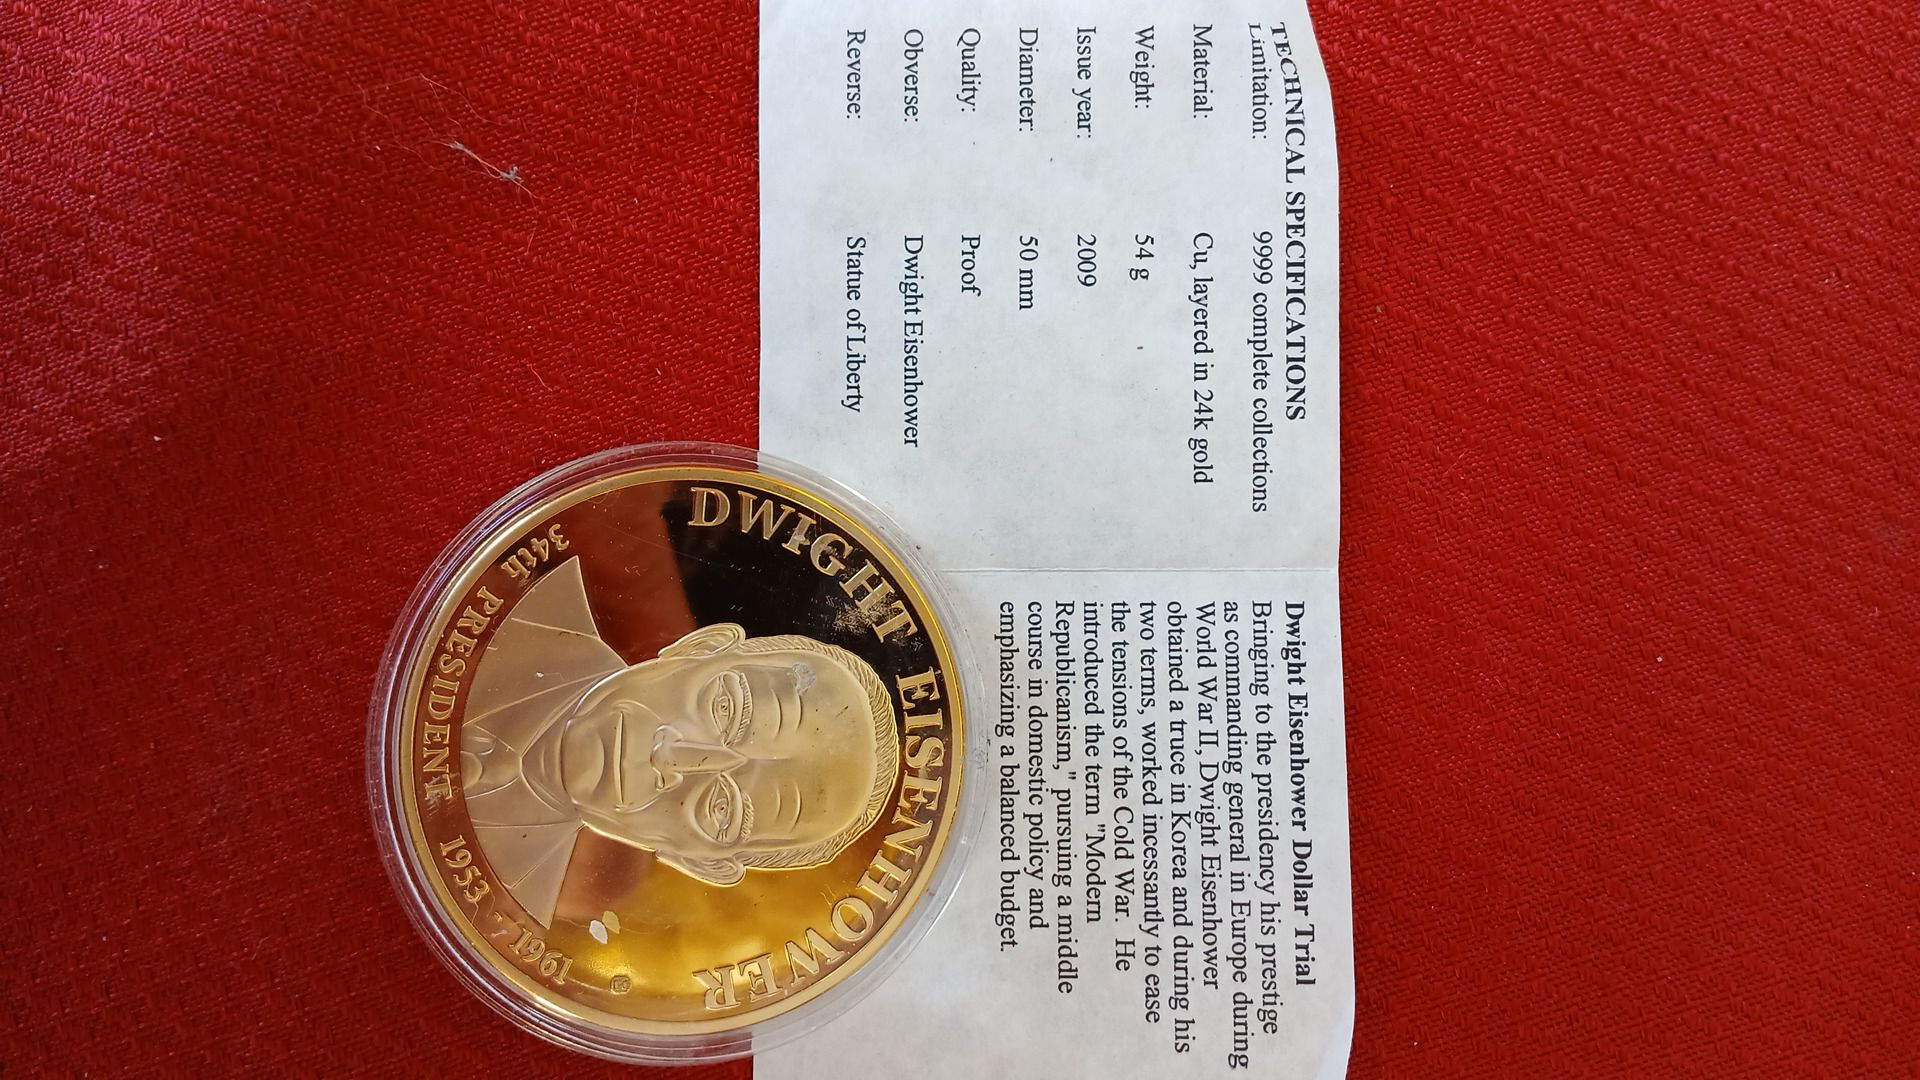 TECHNICAL SPECIFICATIONS
Limitation: 9999 complete collections
Material: Cu, layered in 24k gold
Weight: 54 g
Issue year: 2009
Diameter: 50 mm
Quality: Proof
Obverse: Dwight Eisenhower
Reverse: Statue of Liberty
Dwight Eisenhower Dollar Trial
Bringing to the presidency his prestige
as commanding general in Europe during
World War II, Dwight Eisenhower
obtained a truce in Korea and during his
two terms, worked incessantly to ease
the tensions of the Cold War. He
introduced the term "Modern
Republicanism," pursuing a middle
course in domestic policy and
emphasizing a balanced budget.
DWIGHT EISENHOWER
34th PRESIDENT 1953 - 1961